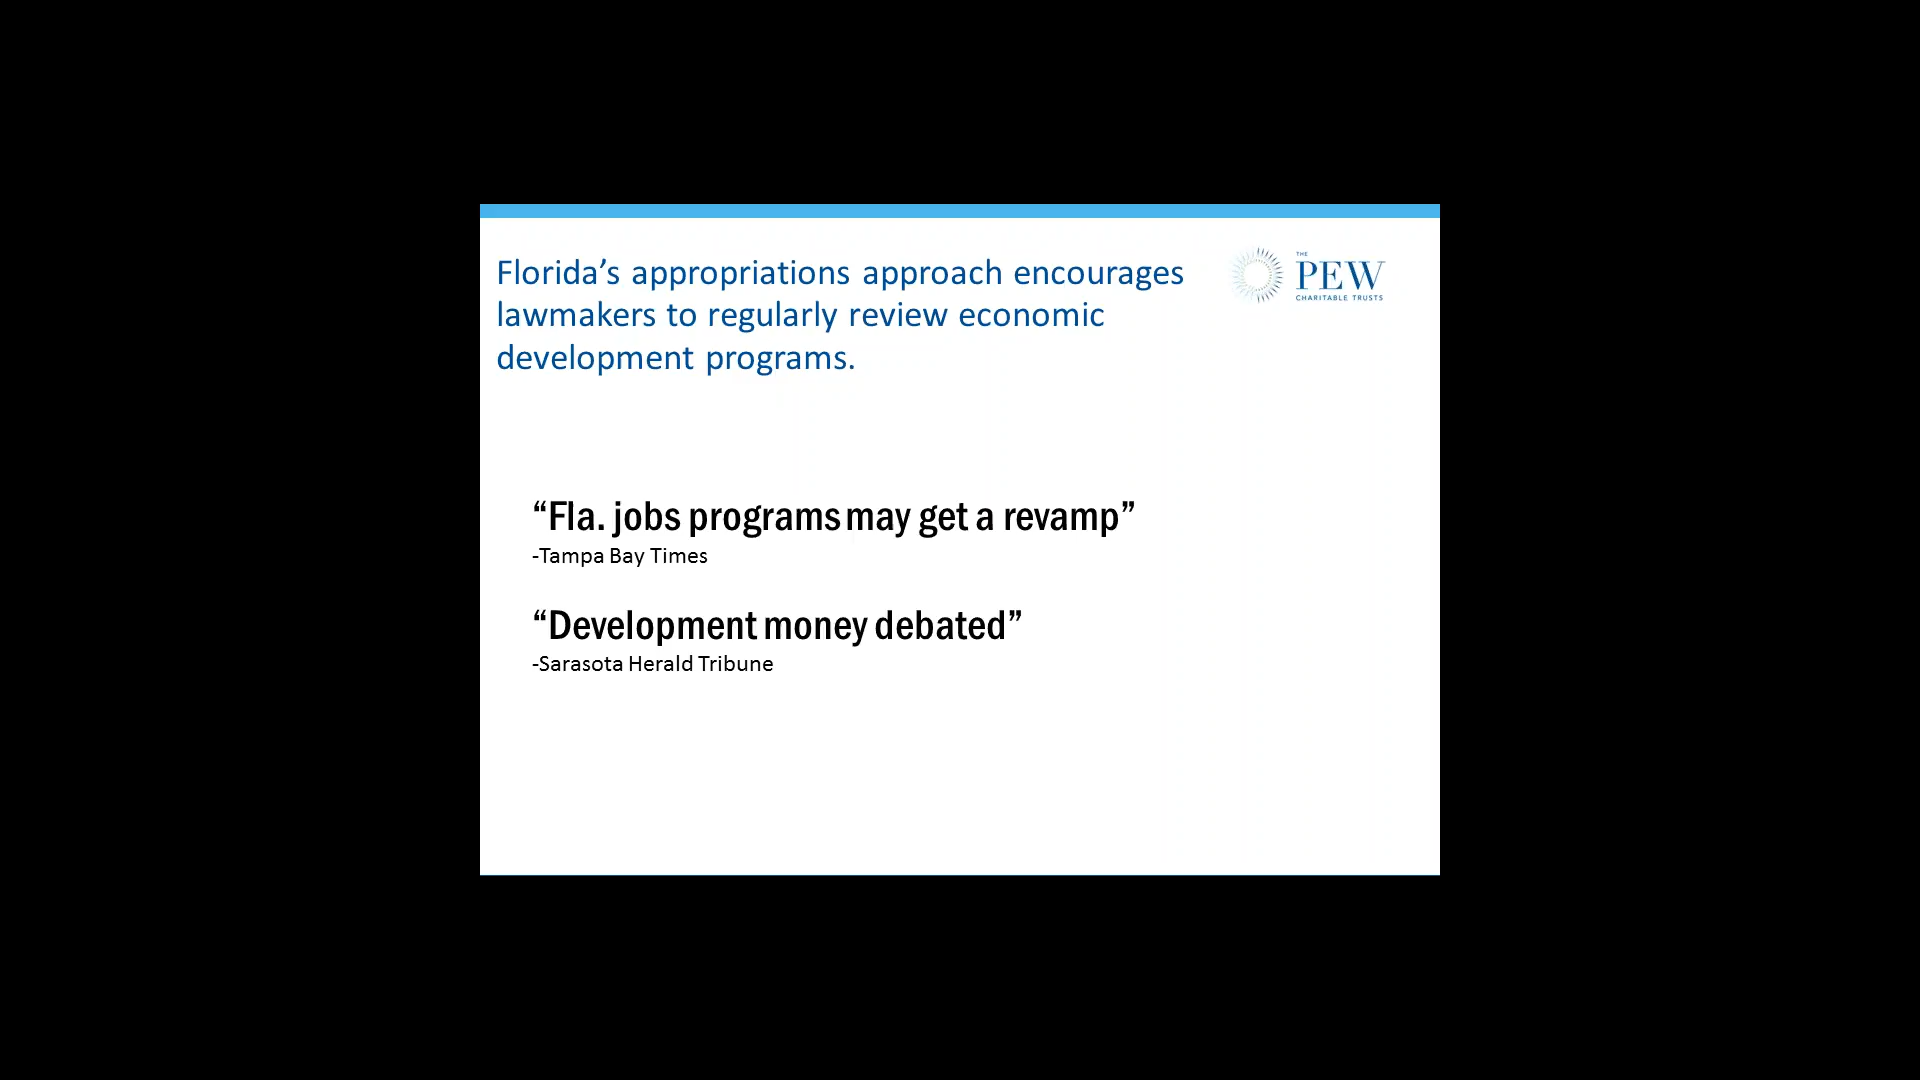 Florida’s appropriations approach encourages
lawmakers to regularly review economic
development programs.
THE
PEW
CHARITABLE TRUSTS
“Fla. jobs programs may get a revamp”
-Tampa Bay Times
“Development money debated”
-Sarasota Herald Tribune